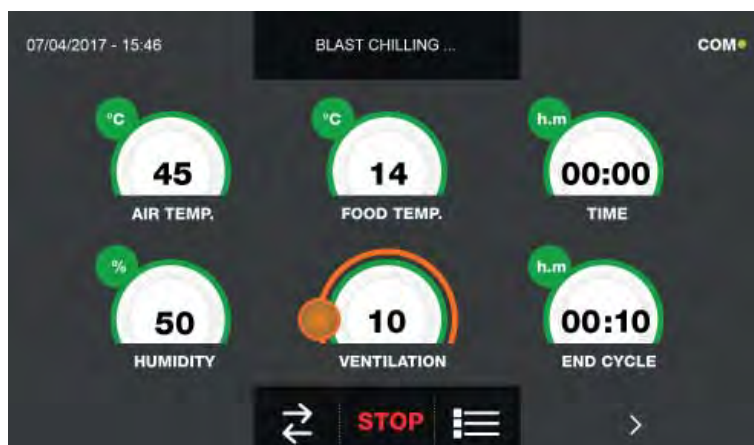 07/04/2017 - 15:46
BLAST CHILLING ...
COM
°C
45
AIR TEMP.
°C
14
FOOD TEMP.
h.m
00:00
TIME
%
50
HUMIDITY
10
VENTILATION
h.m
00:10
END CYCLE
STOP